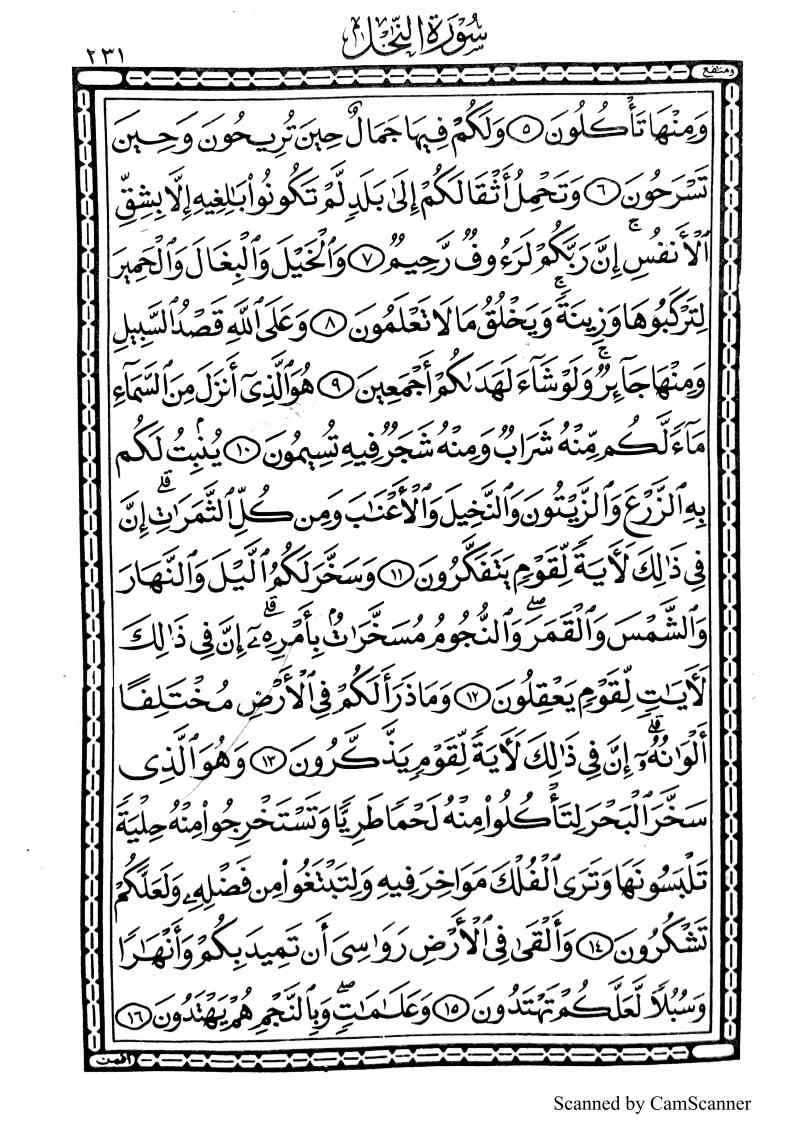 سُورَةُ النَّحْلِ
٢٣١
ومنافع
وَمِنْهَا تَأْكُلُونَ ٥ وَلَكُمْ فِيهَا جَمَالٌ حِينَ تُرِيحُونَ وَحِينَ
تَسْرَحُونَ ٦ وَتَحْمِلُ أَثْقَالَكُمْ إِلَىٰ بَلَدٍ لَّمْ تَكُونُوا۟ بَـٰلِغِيهِ إِلَّا بِشِقِّ
ٱلْأَنفُسِ ۚ إِنَّ رَبَّكُمْ لَرَءُوفٌ رَّحِيمٌ ٧ وَٱلْخَيْلَ وَٱلْبِغَالَ وَٱلْحَمِيرَ
لِتَرْكَبُوهَا وَزِينَةً ۚ وَيَخْلُقُ مَا لَا تَعْلَمُونَ ٨ وَعَلَى ٱللَّهِ قَصْدُ ٱلسَّبِيلِ
وَمِنْهَا جَآئِرٌ ۚ وَلَوْ شَآءَ لَهَدَىٰكُمْ أَجْمَعِينَ ٩ هُوَ ٱلَّذِىٓ أَنزَلَ مِنَ ٱلسَّمَآءِ
مَآءً لَّكُم مِّنْهُ شَرَابٌ وَمِنْهُ شَجَرٌ فِيهِ تُسِيمُونَ ١٠ يُنۢبِتُ لَكُم
بِهِ ٱلزَّرْعَ وَٱلزَّيْتُونَ وَٱلنَّخِيلَ وَٱلْأَعْنَـٰبَ وَمِن كُلِّ ٱلثَّمَرَٰتِ ۗ إِنَّ
فِى ذَٰلِكَ لَـَٔايَةً لِّقَوْمٍ يَتَفَكَّرُونَ ١١ وَسَخَّرَ لَكُمُ ٱلَّيْلَ وَٱلنَّهَارَ
وَٱلشَّمْسَ وَٱلْقَمَرَ ۖ وَٱلنُّجُومُ مُسَخَّرَٰتٌۢ بِأَمْرِهِۦٓ ۗ إِنَّ فِى ذَٰلِكَ
لَـَٔايَـٰتٍ لِّقَوْمٍ يَعْقِلُونَ ١٢ وَمَا ذَرَأَ لَكُمْ فِى ٱلْأَرْضِ مُخْتَلِفًا
أَلْوَٰنُهُۥٓ ۗ إِنَّ فِى ذَٰلِكَ لَـَٔايَةً لِّقَوْمٍ يَذَّكَّرُونَ ١٣ وَهُوَ ٱلَّذِى
سَخَّرَ ٱلْبَحْرَ لِتَأْكُلُوا۟ مِنْهُ لَحْمًا طَرِيًّا وَتَسْتَخْرِجُوا۟ مِنْهُ حِلْيَةً
تَلْبَسُونَهَا وَتَرَى ٱلْفُلْكَ مَوَاخِرَ فِيهِ وَلِتَبْتَغُوا۟ مِن فَضْلِهِۦ وَلَعَلَّكُمْ
تَشْكُرُونَ ١٤ وَأَلْقَىٰ فِى ٱلْأَرْضِ رَوَٰسِىَ أَن تَمِيدَ بِكُمْ وَأَنْهَـٰرًا
وَسُبُلًا لَّعَلَّكُمْ تَهْتَدُونَ ١٥ وَعَلَـٰمَـٰتٍ ۚ وَبِٱلنَّجْمِ هُمْ يَهْتَدُونَ ١٦
افمن
Scanned by CamScanner